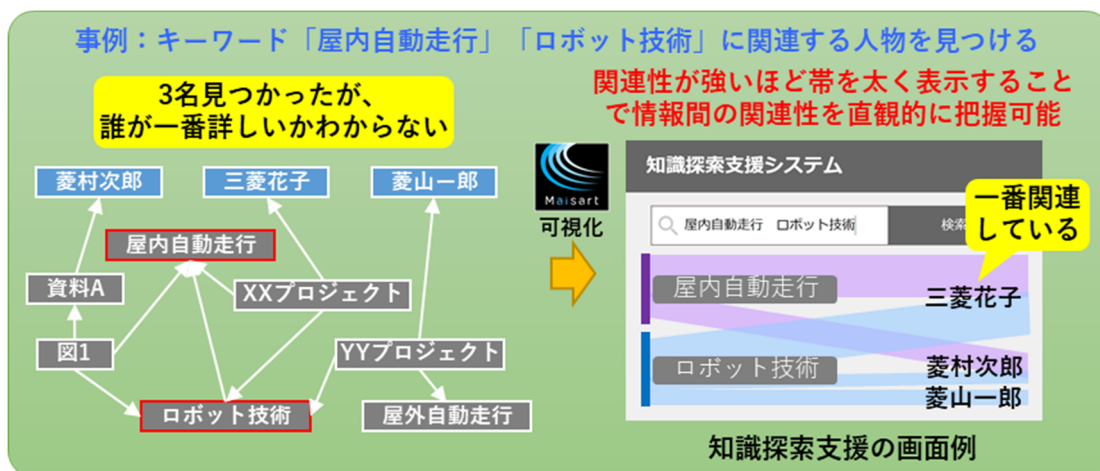 事例：キーワード「屋内自動走行」「ロボット技術」に関連する人物を見つける
3名見つかったが、
誰が一番詳しいかわからない
菱村次郎
三菱花子
菱山一郎
屋内自動走行
資料A
XXプロジェクト
図1
YYプロジェクト
ロボット技術
屋外自動走行
Maisart
可視化
関連性が強いほど帯を太く表示すること
で情報間の関連性を直観的に把握可能
知識探索支援システム
一番関連
している
屋内自動走行　ロボット技術
検索
屋内自動走行
三菱花子
ロボット技術
菱村次郎
菱山一郎
知識探索支援の画面例